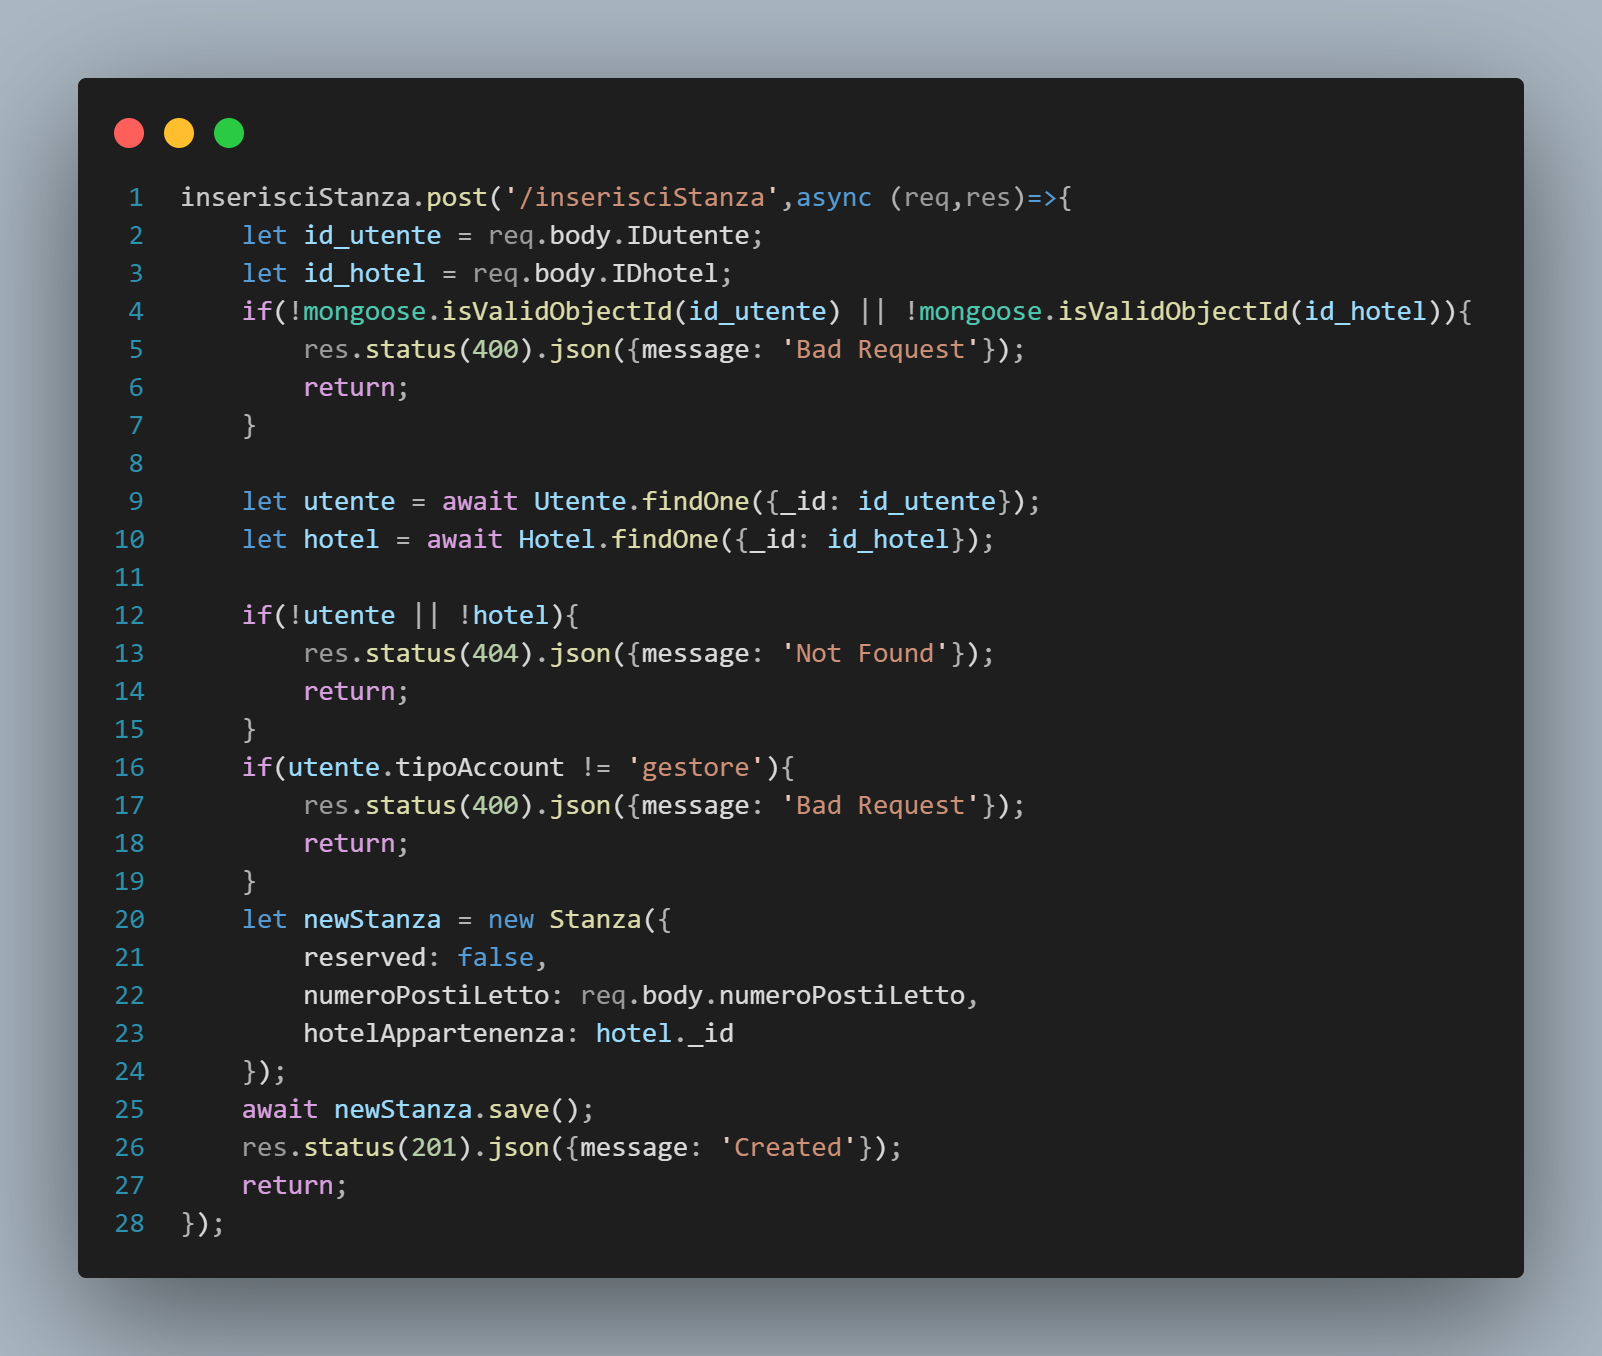 1 inserisciStanza.post('/inserisciStanza',async (req,res)=>{
2     let id_utente = req.body.IDutente;
3     let id_hotel = req.body.IDhotel;
4     if(!mongoose.isValidObjectId(id_utente) || !mongoose.isValidObjectId(id_hotel)){
5         res.status(400).json({message: 'Bad Request'});
6         return;
7     }
8
9     let utente = await Utente.findOne({_id: id_utente});
10     let hotel = await Hotel.findOne({_id: id_hotel});
11
12     if(!utente || !hotel){
13         res.status(404).json({message: 'Not Found'});
14         return;
15     }
16     if(utente.tipoAccount != 'gestore'){
17         res.status(400).json({message: 'Bad Request'});
18         return;
19     }
20     let newStanza = new Stanza({
21         reserved: false,
22         numeroPostiLetto: req.body.numeroPostiLetto,
23         hotelAppartenenza: hotel._id
24     });
25     await newStanza.save();
26     res.status(201).json({message: 'Created'});
27     return;
28 });